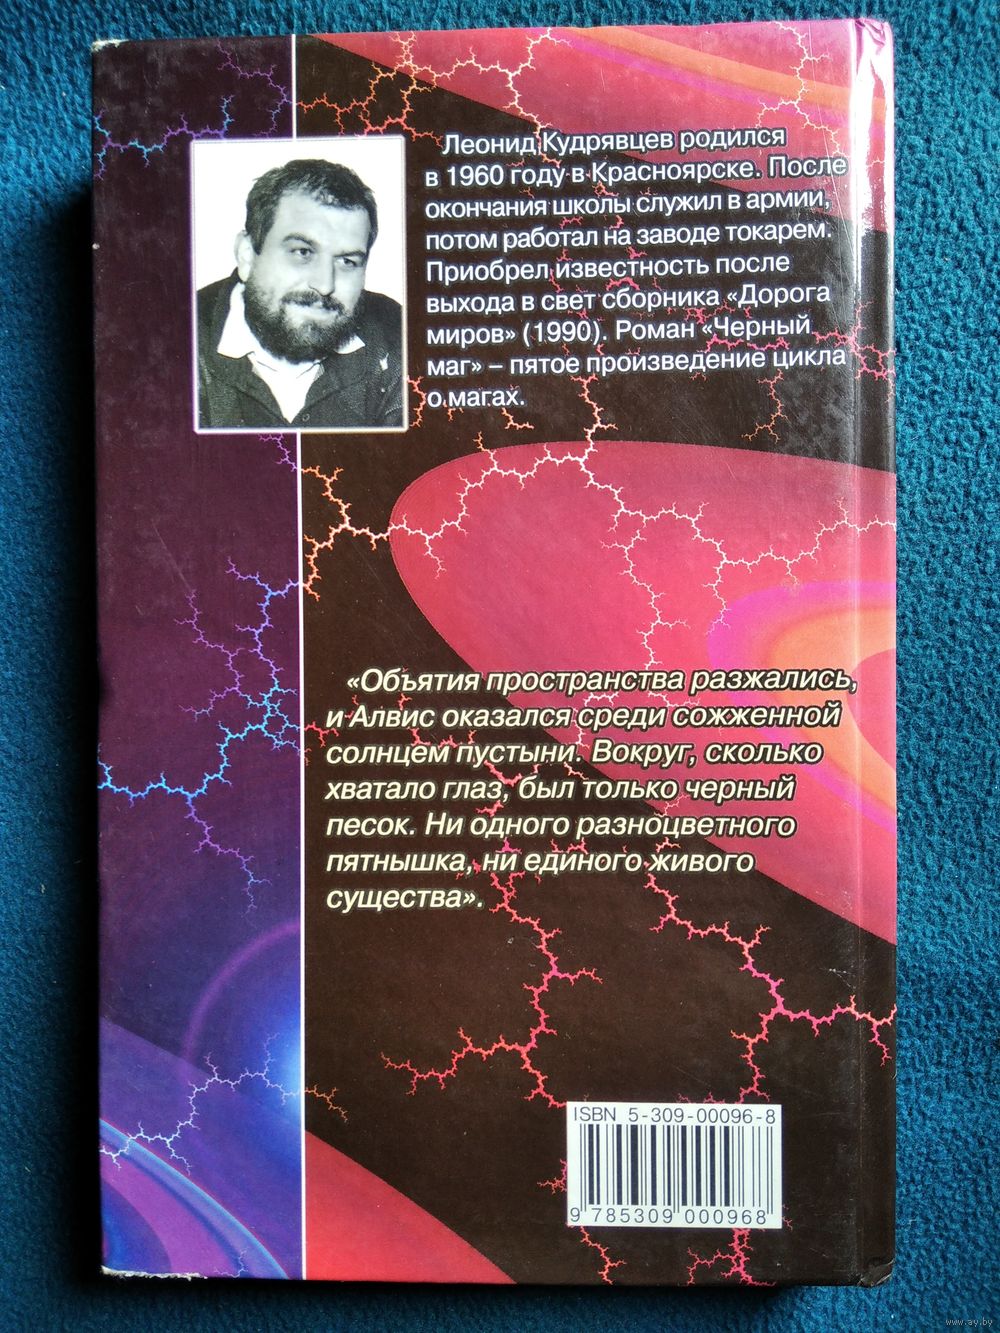 Леонид Кудрявцев родился
в 1960 году в Красноярске. После
окончания школы служил в армии,
потом работал на заводе токарем.
Приобрел известность после
выхода в свет сборника «Дорога
миров» (1990). Роман «Черный
маг» – пятое произведение цикла
о магах.
«Объятия пространства разжались,
и Алвис оказался среди сожженной
солнцем пустыни. Вокруг, сколько
хватало глаз, был только черный
песок. Ни одного разноцветного
пятнышка, ни единого живого
существа».
ISBN 5-309-00096-8
9 785309 000968
www.ay.by